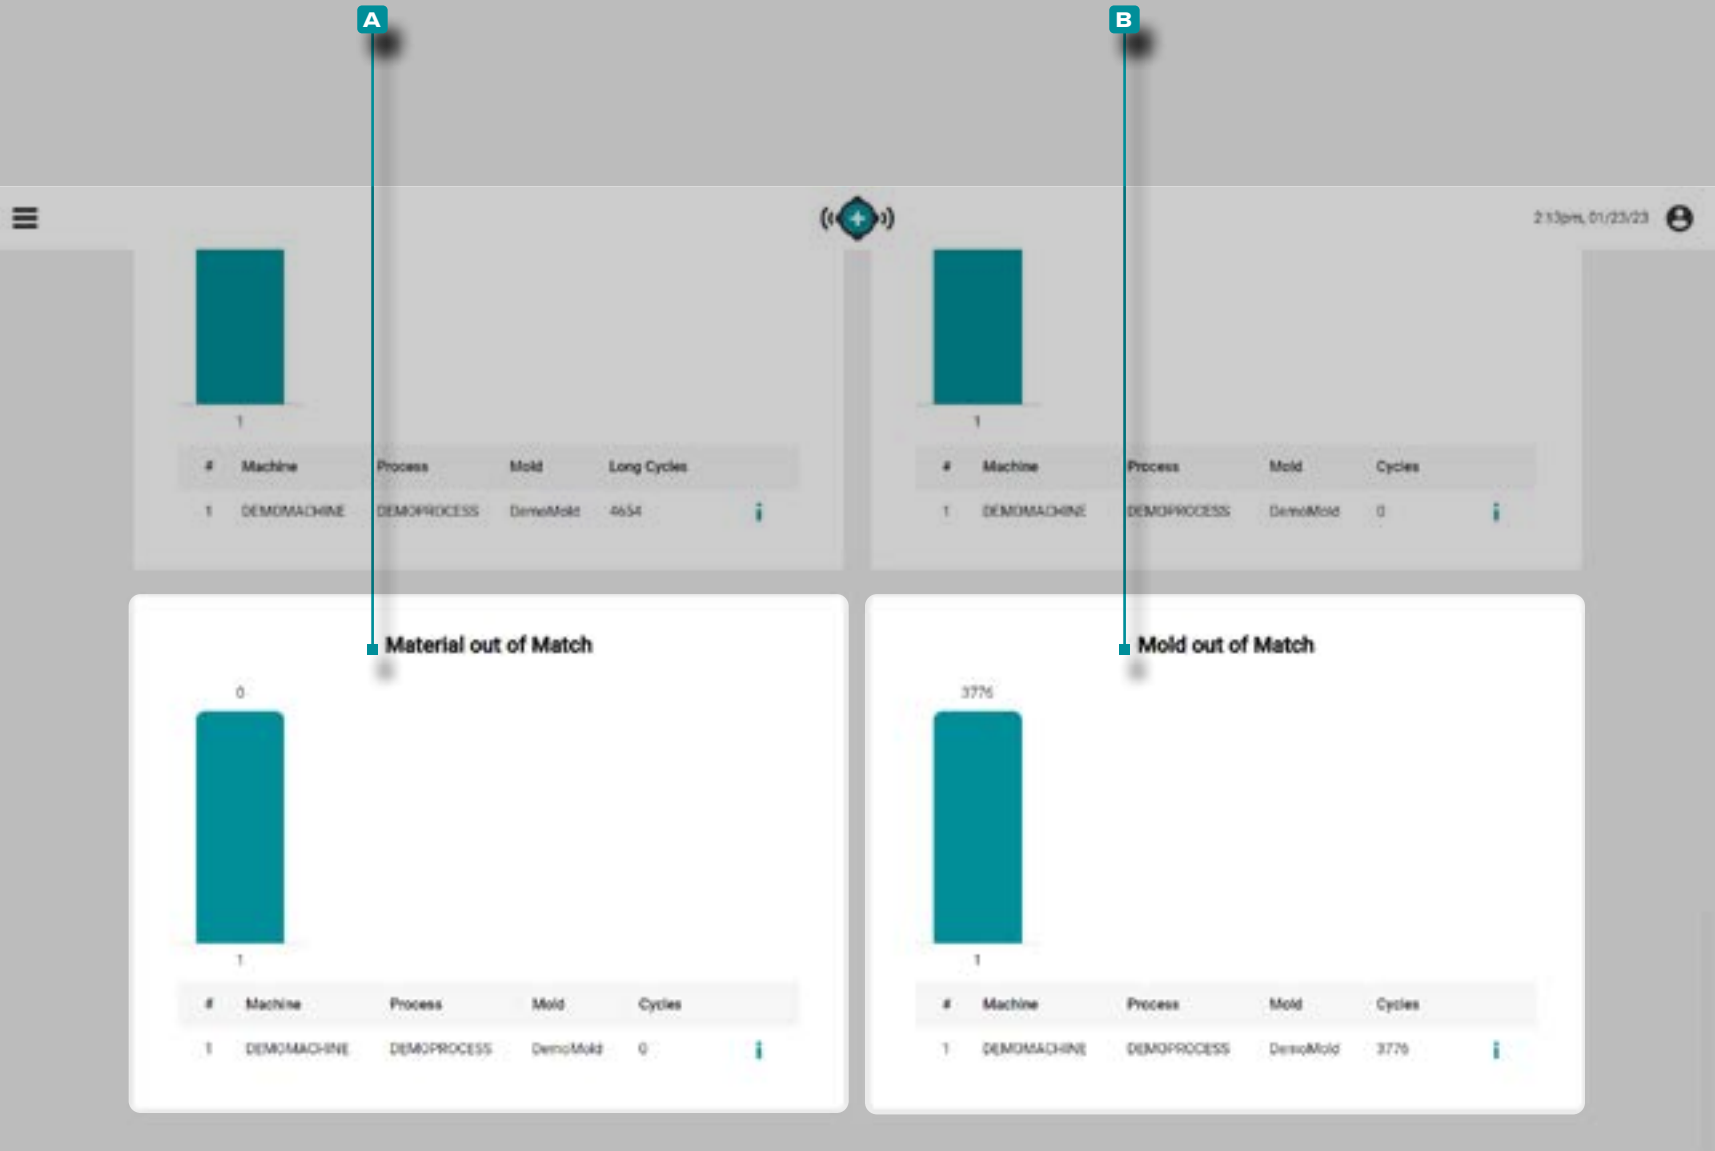 A
B
2:13pm, 01/23/23
1
# Machine Process Mold Long Cycles
1 DEMOMACHINE DEMOPROCESS DemoMold 4654 i
1
# Machine Process Mold Cycles
1 DEMOMACHINE DEMOPROCESS DemoMold 0 i
Material out of Match
0
1
# Machine Process Mold Cycles
1 DEMOMACHINE DEMOPROCESS DemoMold 0 i
Mold out of Match
3776
1
# Machine Process Mold Cycles
1 DEMOMACHINE DEMOPROCESS DemoMold 3776 i